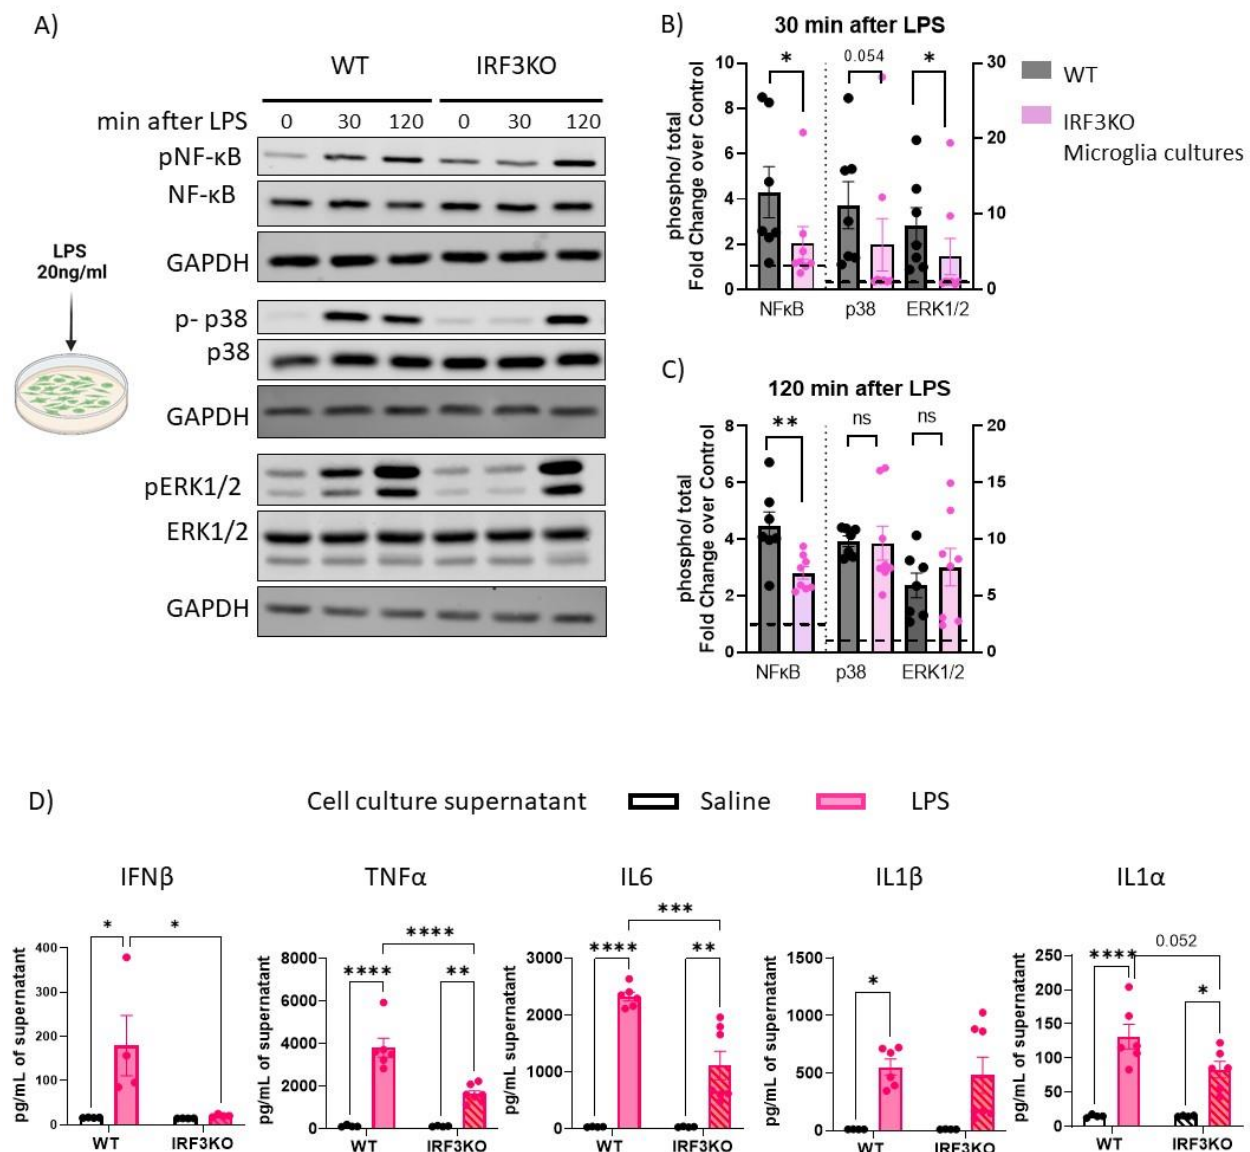 A)
WT IRF3KO
min after LPS 0 30 120 0 30 120
pNF-κB
NF-κB
GAPDH
LPS
20ng/ml
p- p38
p38
GAPDH
pERK1/2
ERK1/2
GAPDH
B)
30 min after LPS
phospho/ total
Fold Change over Control
10
8
6
4
2
0
* 0.054 *
30
20
10
0
NFκB p38 ERK1/2
WT
IRF3KO
Microglia cultures
C)
120 min after LPS
phospho/ total
Fold Change over Control
8
6
4
2
0
** ns ns
20
15
10
5
0
NFκB p38 ERK1/2
D)
Cell culture supernatant Saline LPS
IFNβ
pg/mL of supernatant
400
300
200
100
0
* *
WT IRF3KO
TNFα
pg/mL of supernatant
8000
6000
4000
2000
0
****
**** **
WT IRF3KO
IL6
pg/mL supernatant
3000
2000
1000
0
***
**** **
WT IRF3KO
IL1β
pg/mL of supernatant
1500
1000
500
0
*
WT IRF3KO
IL1α
pg/mL of supernatant
250
200
150
100
50
0
**** 0.052
*
WT IRF3KO